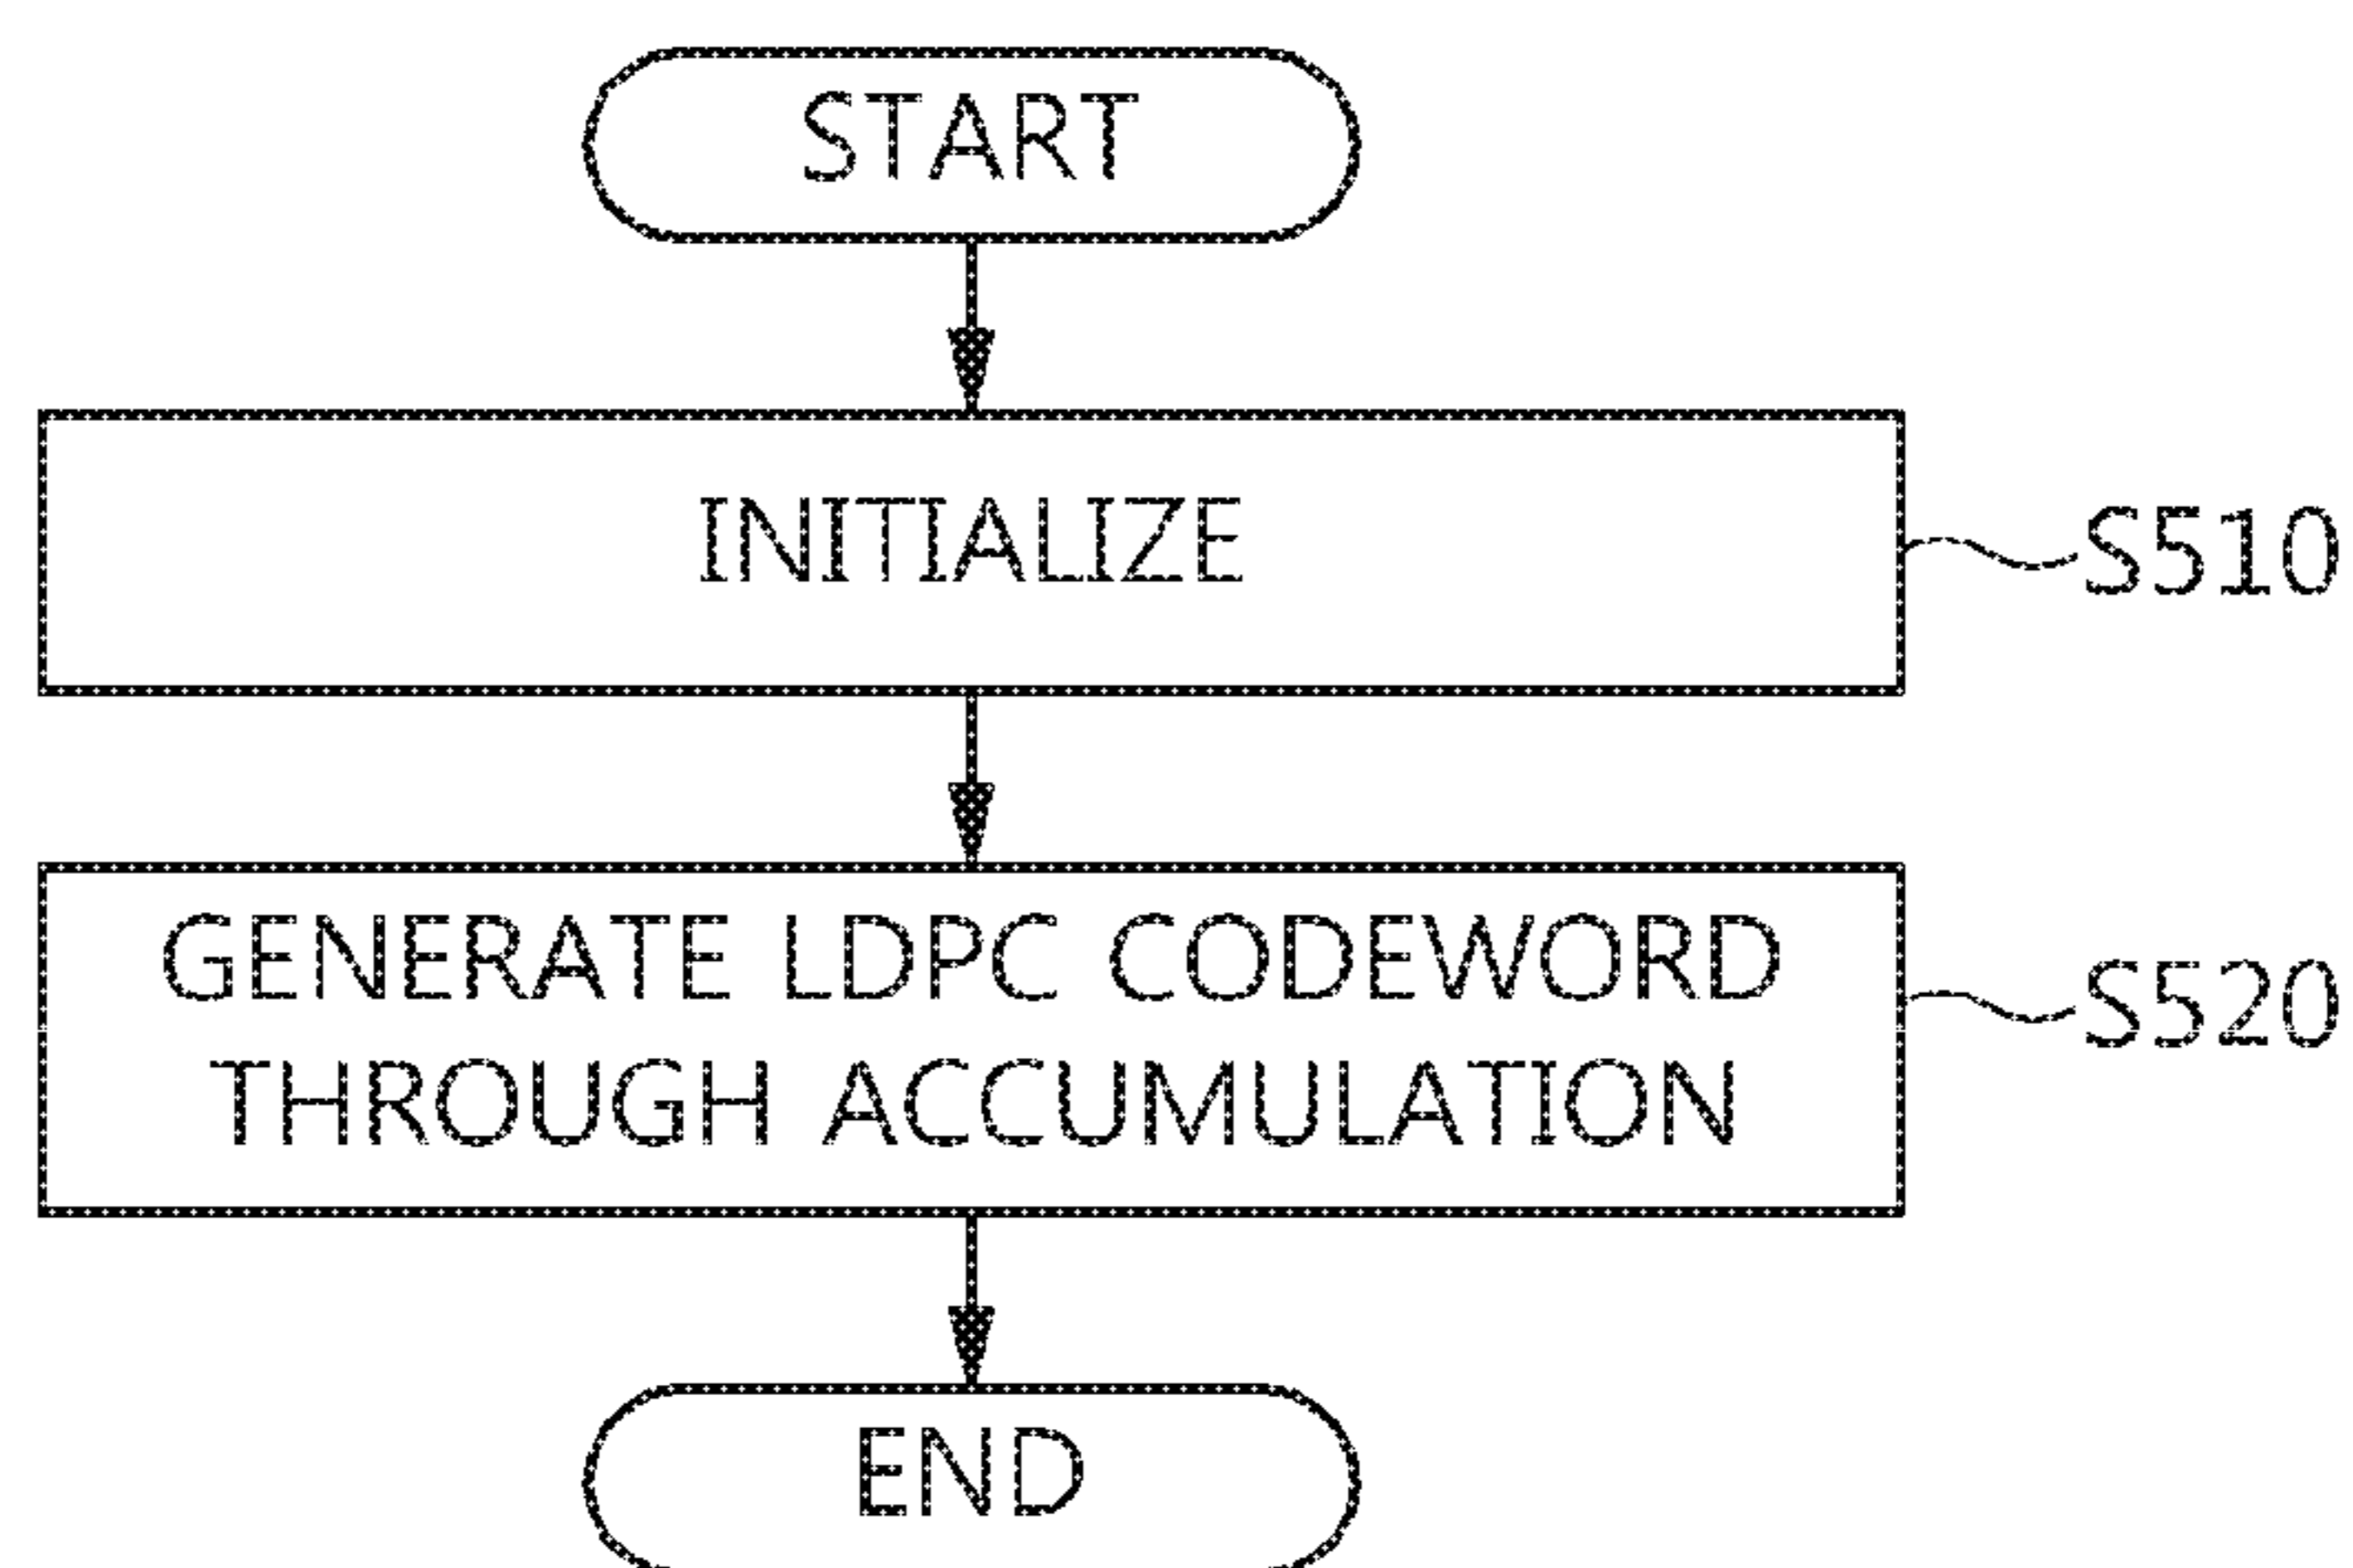 START
INITIALIZE
S510
GENERATE LDPC CODEWORD
THROUGH ACCUMULATION
S520
END